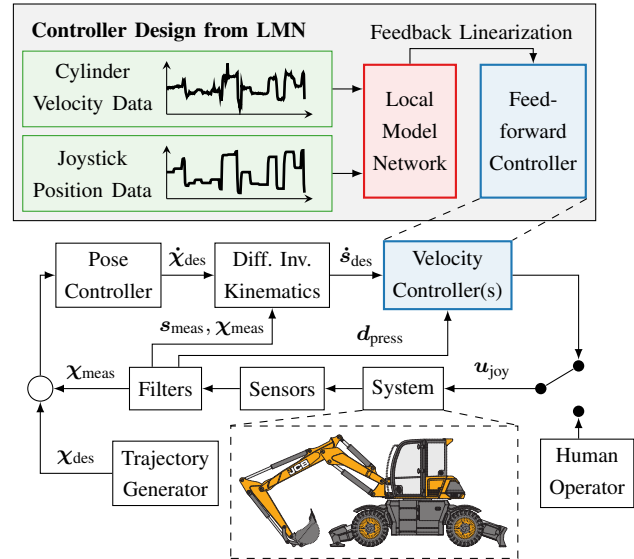 Controller Design from LMN
Feedback Linearization
Cylinder
Velocity Data
Joystick
Position Data
Local
Model
Network
Feed-
forward
Controller
Pose
Controller
χ̇des
Diff. Inv.
Kinematics
ṡdes
Velocity
Controller(s)
smeas, χmeas
dpress
χmeas
Filters
Sensors
System
ujoy
χdes
Trajectory
Generator
JCB
Human
Operator